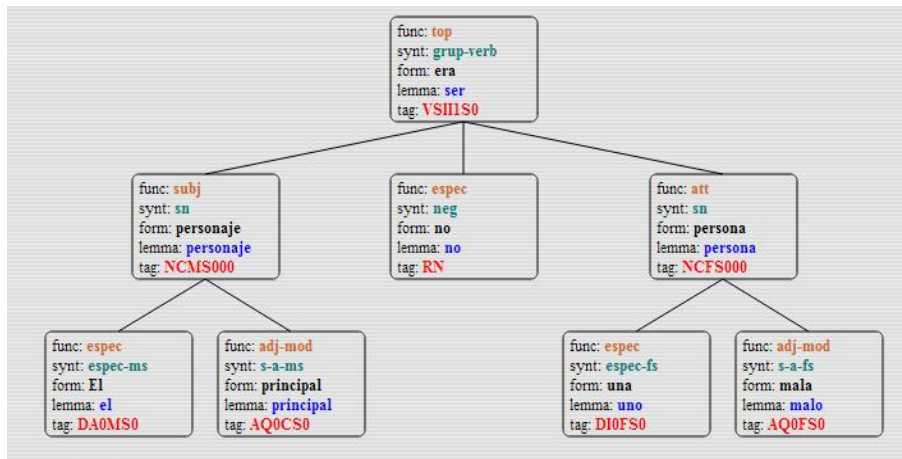 func: top
synt: grup-verb
form: era
lemma: ser
tag: VSII1S0
func: subj
synt: sn
form: personaje
lemma: personaje
tag: NCMS000
func: espec
synt: neg
form: no
lemma: no
tag: RN
func: att
synt: sn
form: persona
lemma: persona
tag: NCFS000
func: espec
synt: espec-ms
form: El
lemma: el
tag: DA0MS0
func: adj-mod
synt: s-a-ms
form: principal
lemma: principal
tag: AQ0CS0
func: espec
synt: espec-fs
form: una
lemma: uno
tag: DI0FS0
func: adj-mod
synt: s-a-fs
form: mala
lemma: malo
tag: AQ0FS0